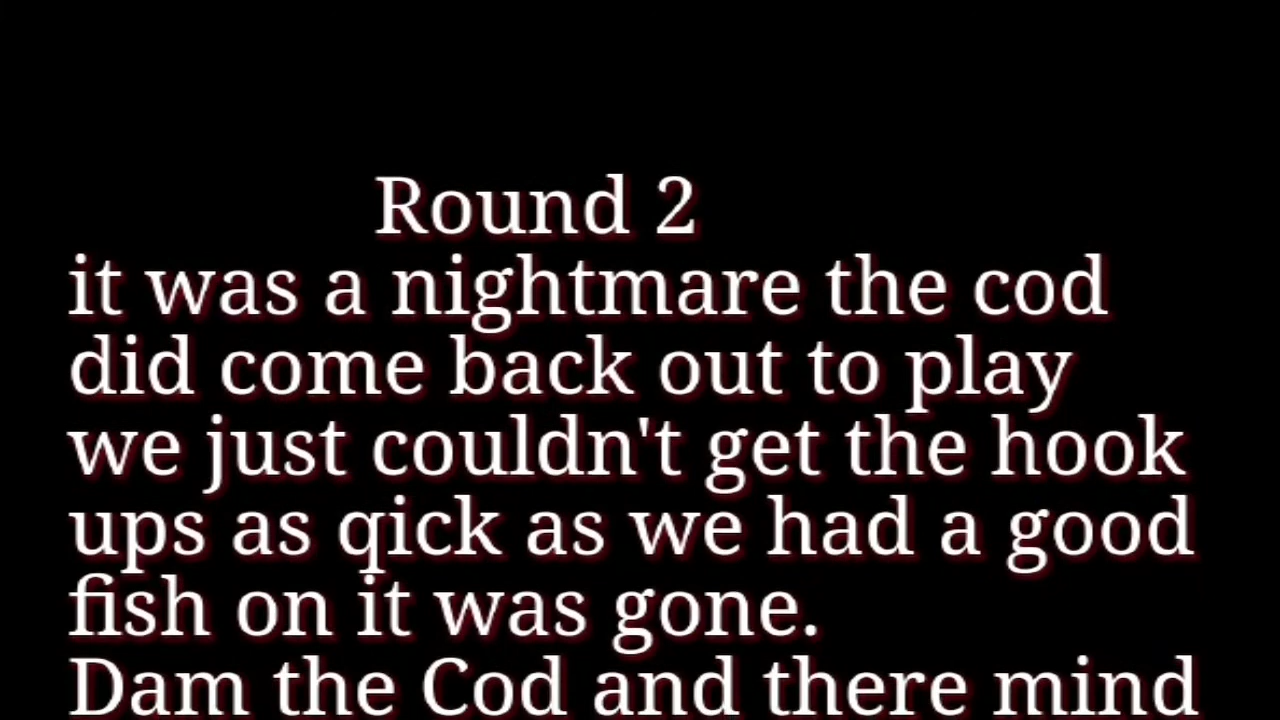 Round 2
it was a nightmare the cod
did come back out to play
we just couldn't get the hook
ups as qick as we had a good
fish on it was gone.
Dam the Cod and there mind